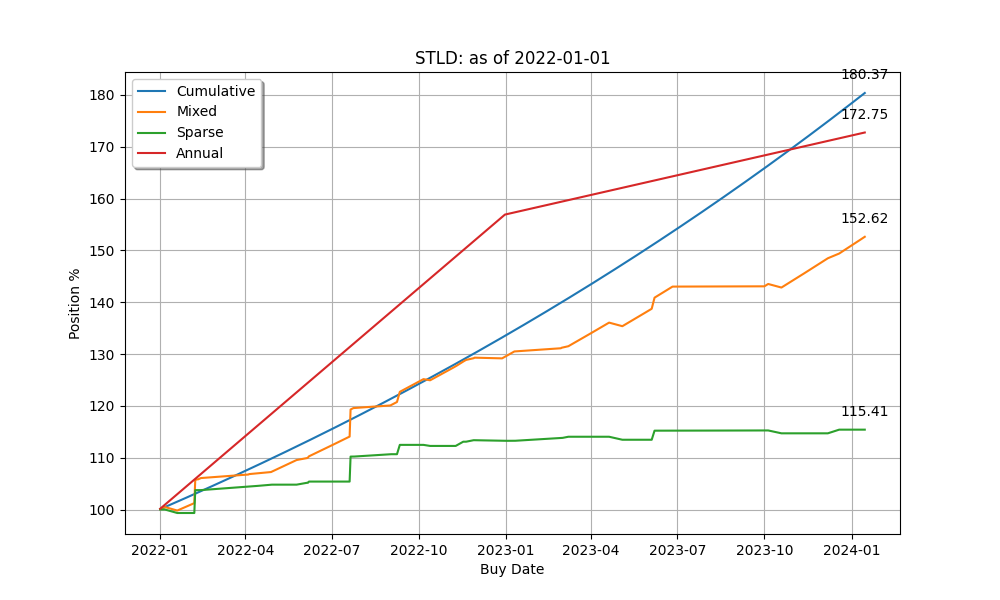 STLD: as of 2022-01-01
180.37
172.75
152.62
115.41
Cumulative
Mixed
Sparse
Annual
Position %
180
170
160
150
140
130
120
110
100
2022-01 2022-04 2022-07 2022-10 2023-01 2023-04 2023-07 2023-10 2024-01
Buy Date